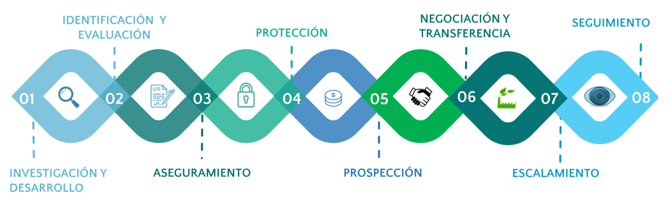 IDENTIFICACIÓN Y
EVALUACIÓN
PROTECCIÓN
NEGOCIACIÓN Y
TRANSFERENCIA
SEGUIMIENTO
01
02
03
04
05
06
07
08
$
INVESTIGACIÓN Y
DESARROLLO
ASEGURAMIENTO
PROSPECCIÓN
ESCALAMIENTO